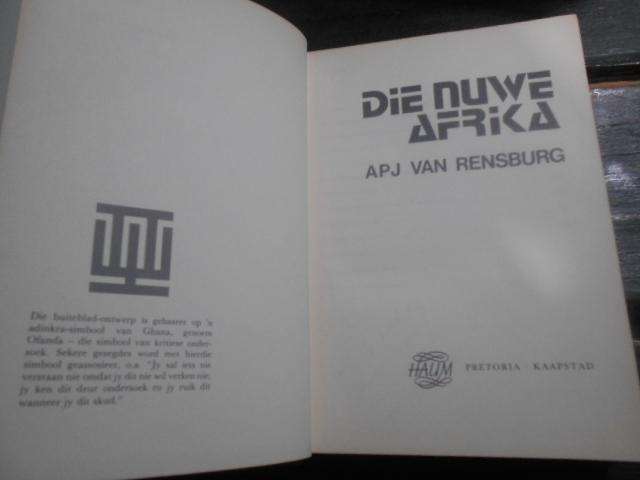 Die buiteblad-ontwerp is gebaseer op 'n
adinkra-simbool van Ghana, genoem
Ofanda – die simbool van kritiese onder-
soek. Sekere gesegdes word met hierdie
simbool geassosieer, o.a. "Jy sal iets nie
verstaan nie omdat jy dit nie wil verken nie;
jy ken dit deur ondersoek en jy ruik dit
wanneer jy dit skud."
DIE NUWE
AFRIKA
APJ VAN RENSBURG
HAUM PRETORIA KAAPSTAD